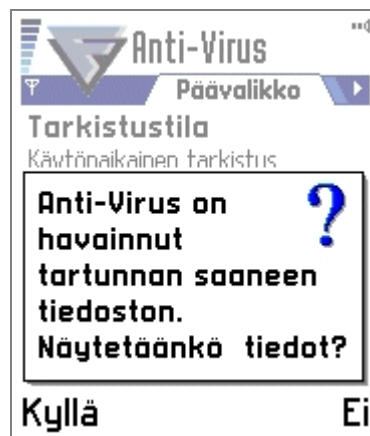 Anti-Virus
Päävalikko
Tarkistustila
Käytönaikainen tarkistus
Anti-Virus on
havainnut
tartunnan saaneen
tiedoston.
Näytetäänkö tiedot?
Kyllä Ei